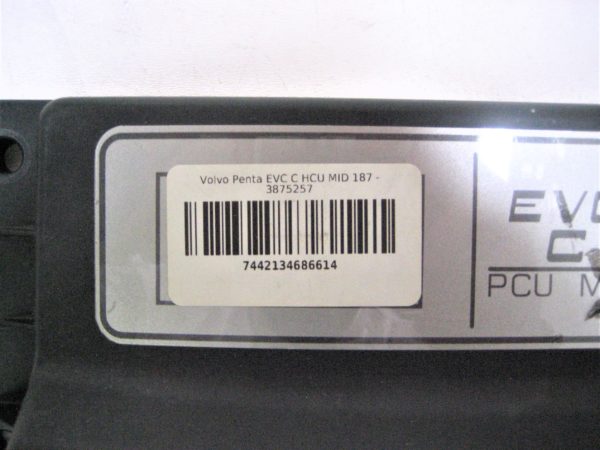 Volvo Penta EVC C HCU MID 187 -
3875257
7442134686614
EVC
C
PCU M